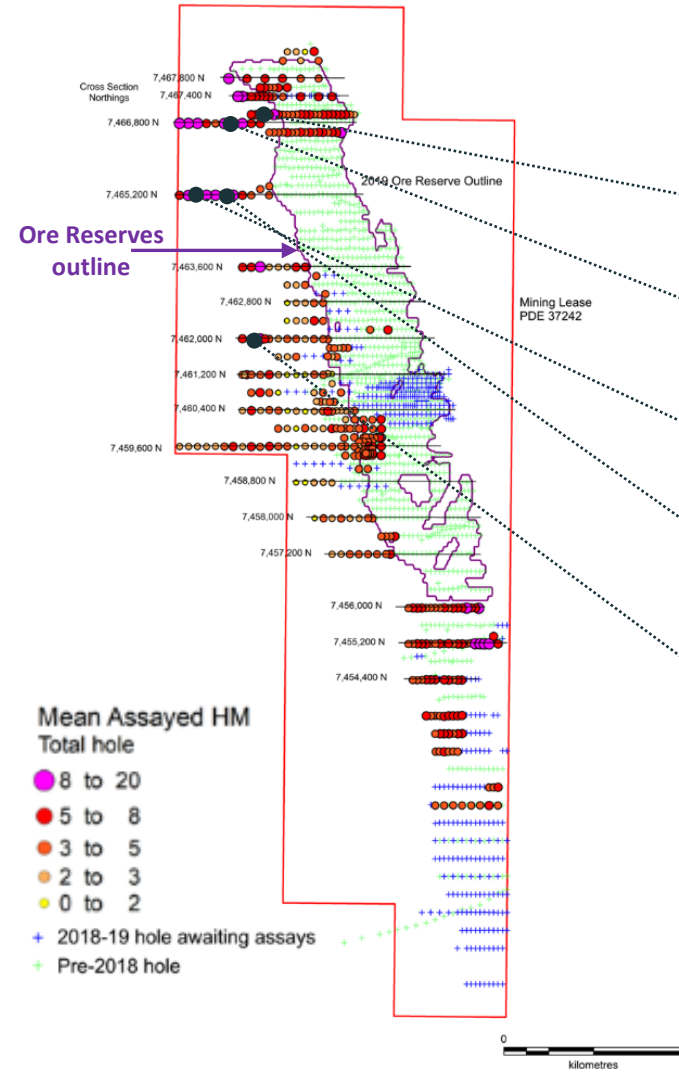 Cross Section
Northings
7,467,800 N
7,467,400 N
7,466,800 N
2019 Ore Reserve Outline
7,465,200 N
Ore Reserves
outline
7,463,600 N
7,462,800 N
Mining Lease
PDE 37242
7,462,000 N
7,461,200 N
7,460,400 N
7,459,600 N
7,458,800 N
7,458,000 N
7,457,200 N
7,456,000 N
7,455,200 N
7,454,400 N
Mean Assayed HM
Total hole
8 to 20
5 to 8
3 to 5
2 to 3
0 to 2
2018-19 hole awaiting assays
Pre-2018 hole
0
kilometres